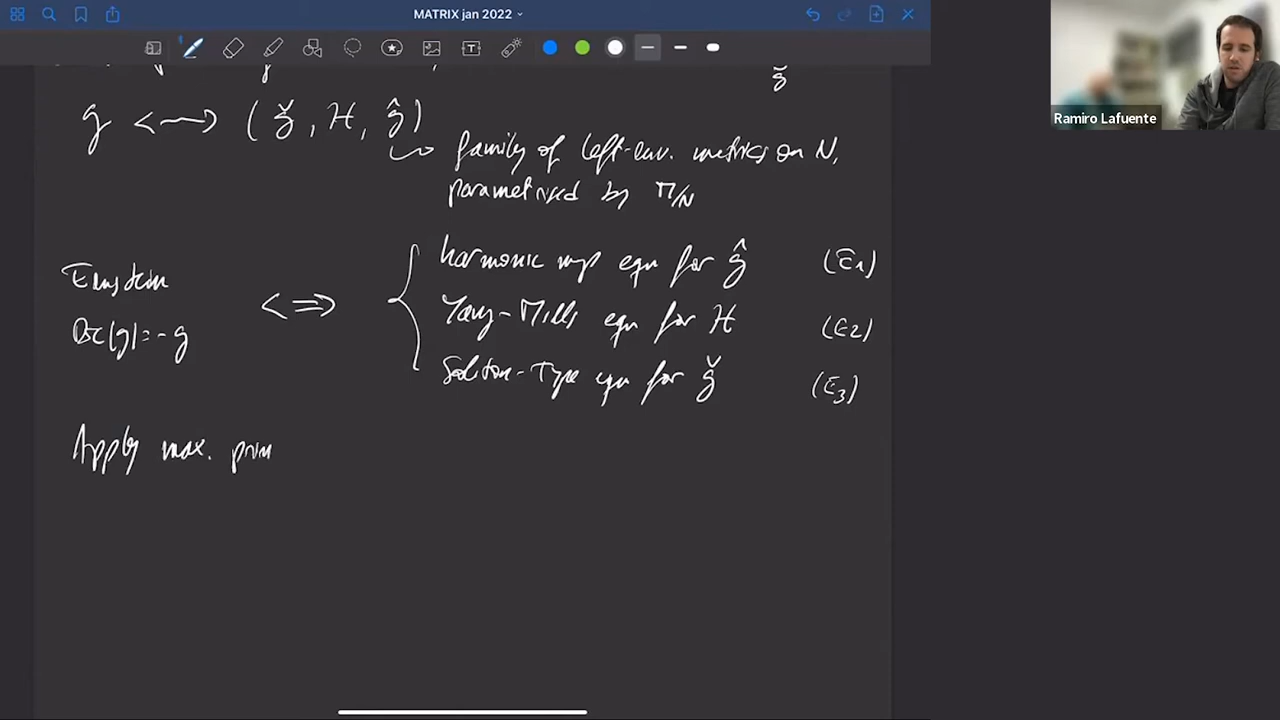 MATRIX jan 2022
Ramiro Lafuente
ğ
g <~~> (ğ, H, ĝ)
family of left-inv. metrics on N,
parametrised by M/N
Einstein
Ric(g) = -g
<=>
harmonic map eqn for ĝ (E1)
Yang-Mills eqn for H (E2)
Soliton-Type eqn for ğ (E3)
Apply max. prin